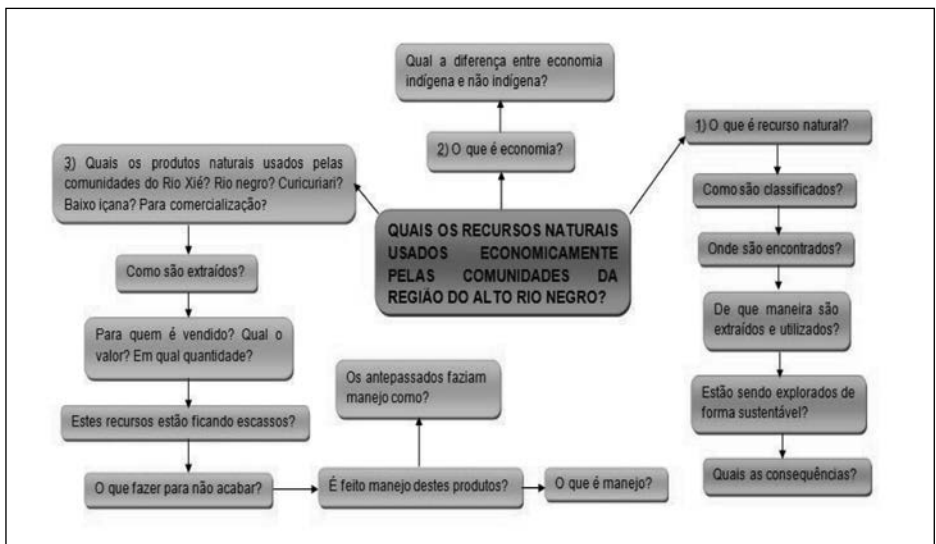 Qual a diferença entre economia
indígena e não indígena?
2) O que é economia?
1) O que é recurso natural?
Como são classificados?
Onde são encontrados?
De que maneira são
extraídos e utilizados?
Estão sendo explorados de
forma sustentável?
Quais as consequências?
3) Quais os produtos naturais usados pelas
comunidades do Rio Xié? Rio negro? Curicuriari?
Baixo içana? Para comercialização?
QUAIS OS RECURSOS NATURAIS
USADOS ECONOMICAMENTE
PELAS COMUNIDADES DA
REGIÃO DO ALTO RIO NEGRO?
Como são extraídos?
Para quem é vendido? Qual o
valor? Em qual quantidade?
Estes recursos estão ficando escassos?
O que fazer para não acabar?
Os antepassados faziam
manejo como?
É feito manejo destes produtos?
O que é manejo?